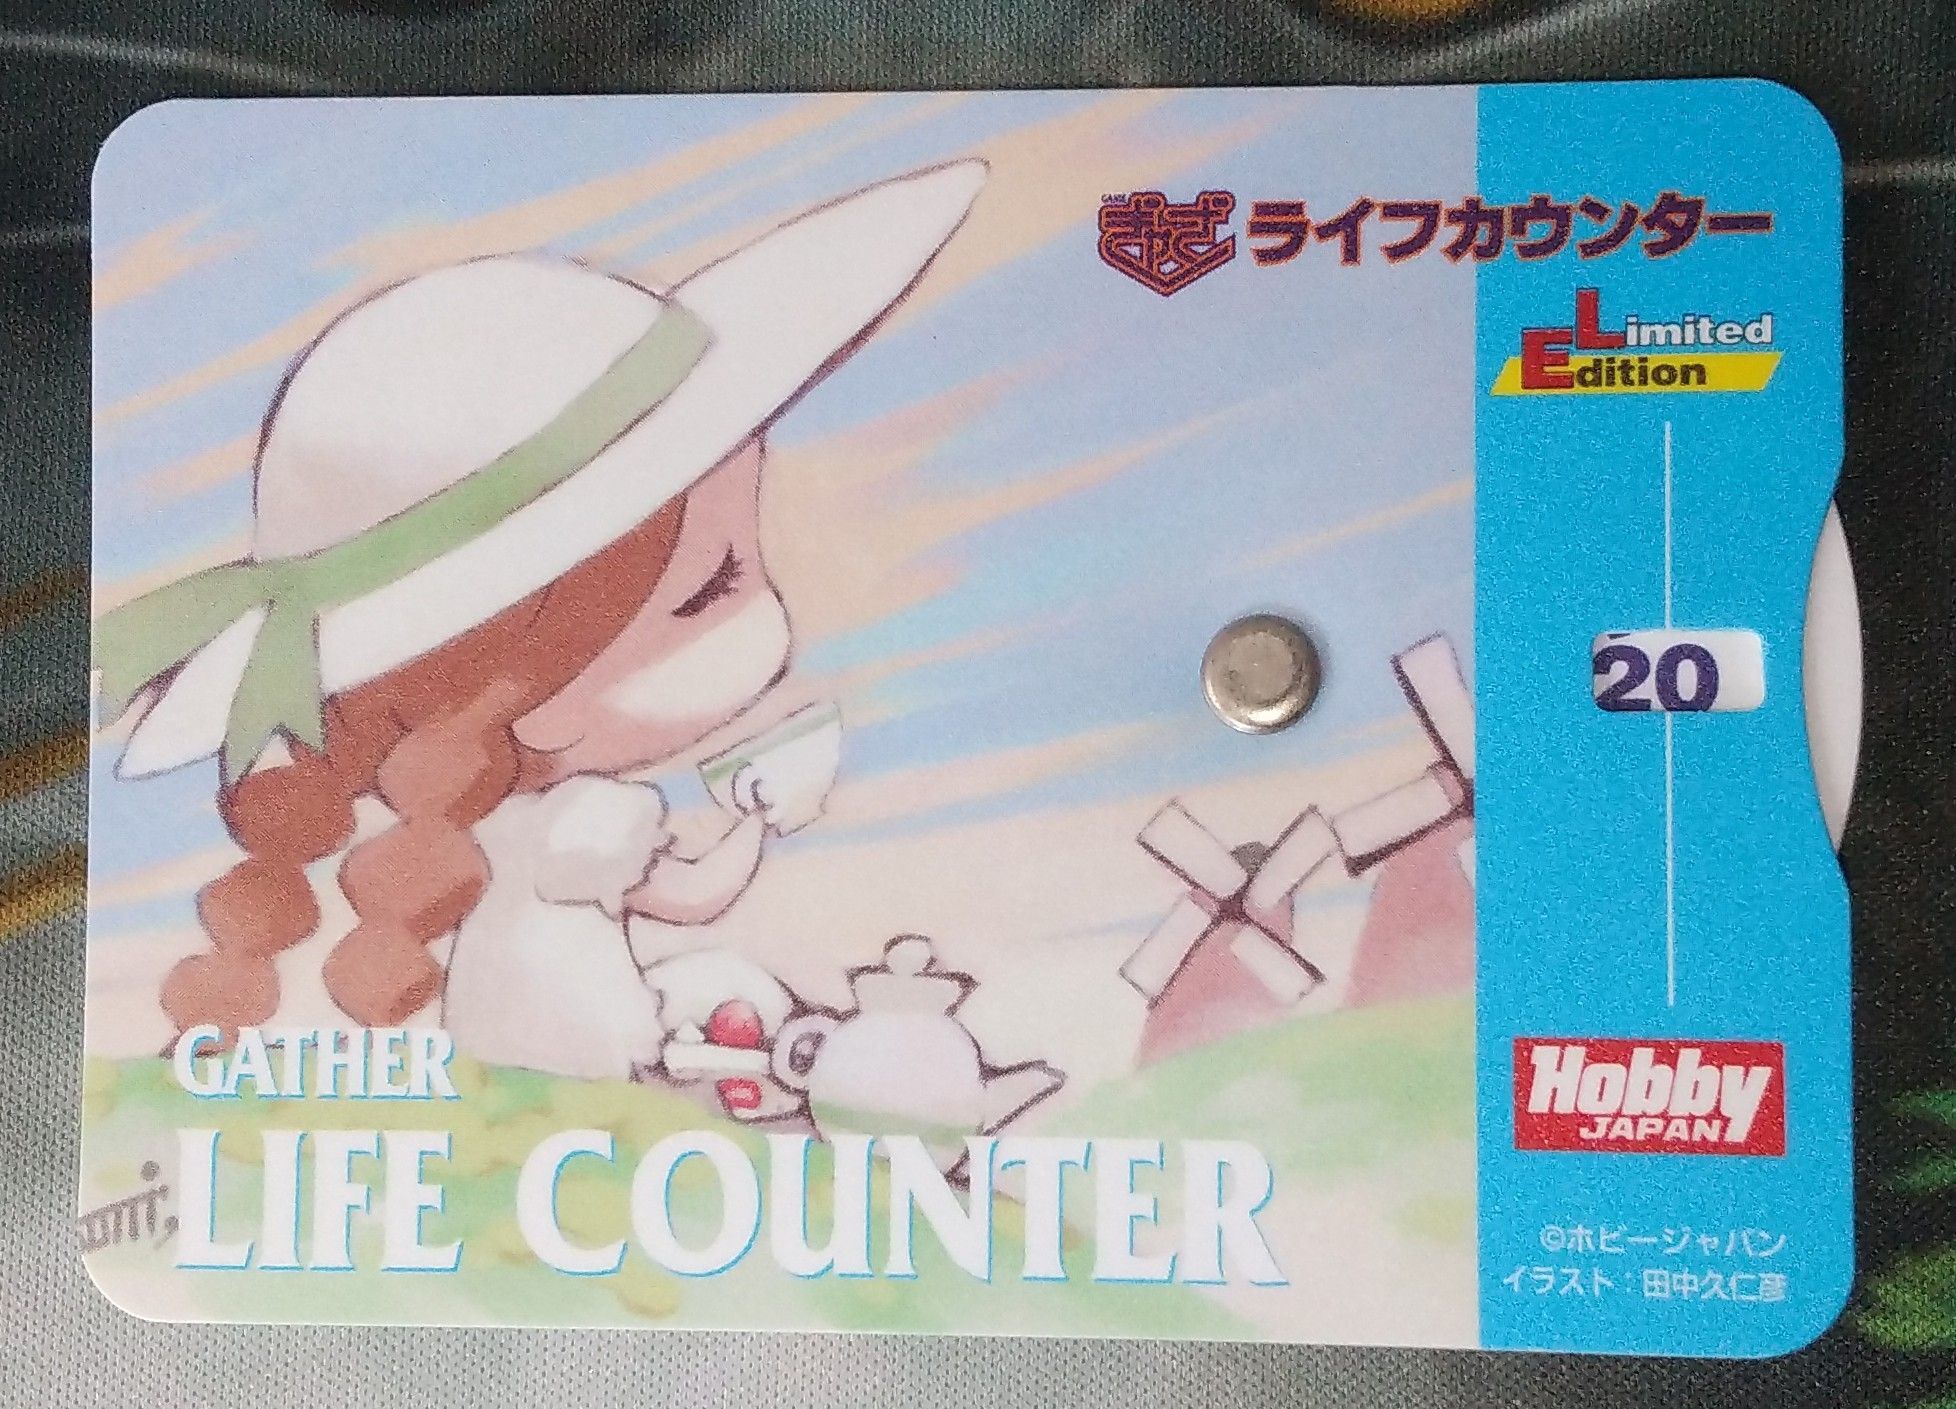 GAME ぎゃざ ライフカウンター
Limited
Edition
20
GATHER
LIFE COUNTER
Hobby
JAPAN
©ホビージャパン
イラスト：田中久仁彦